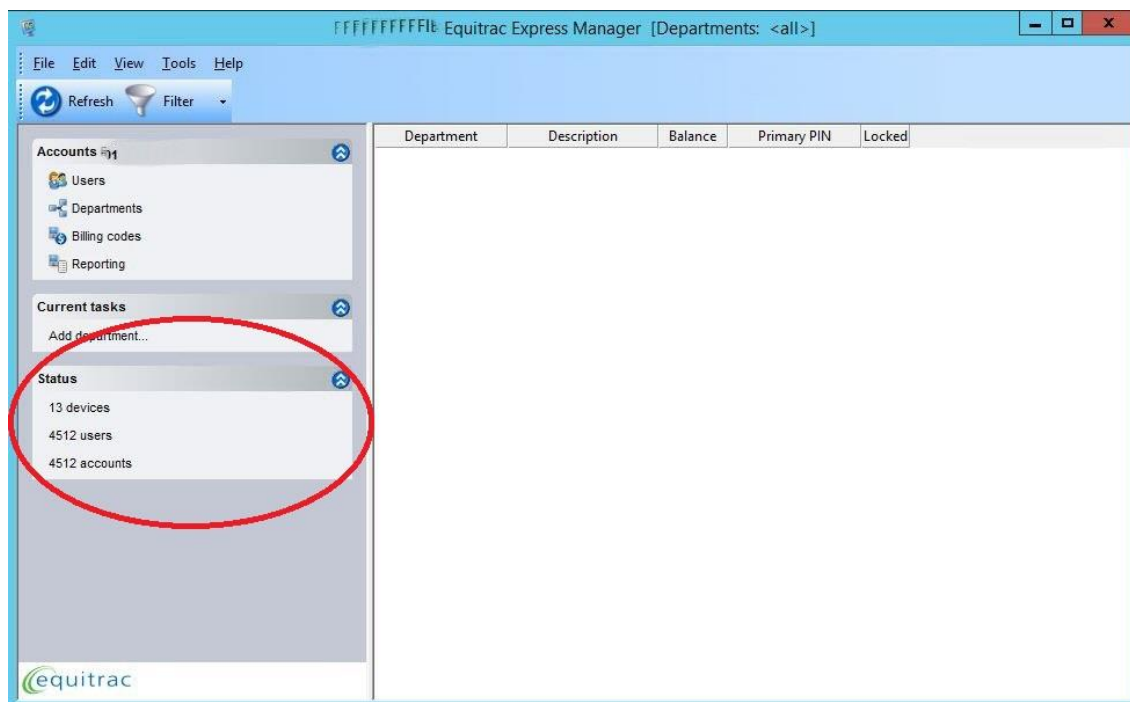 Equitrac Express Manager [Departments: <all>]
File Edit View Tools Help
Refresh Filter
Department Description Balance Primary PIN Locked
Accounts
Users
Departments
Billing codes
Reporting
Current tasks
Add department...
Status
13 devices
4512 users
4512 accounts
equitrac